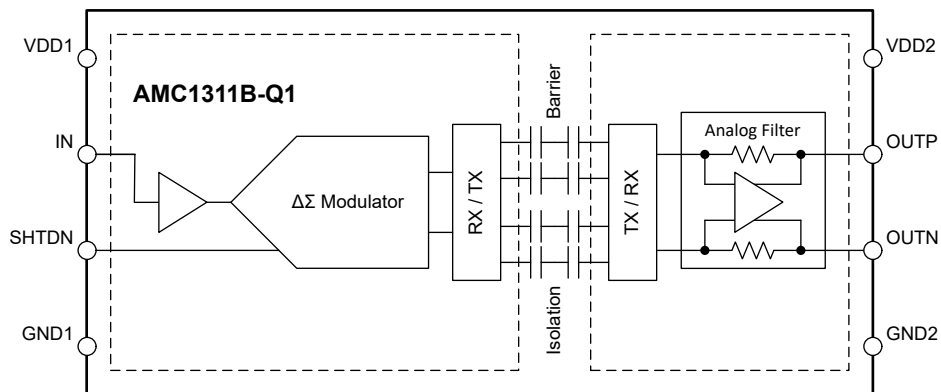 VDD1
VDD2
AMC1311B-Q1
Barrier
Analog Filter
IN
OUTP
ΔΣ Modulator
RX / TX
TX / RX
SHTDN
OUTN
Isolation
GND1
GND2